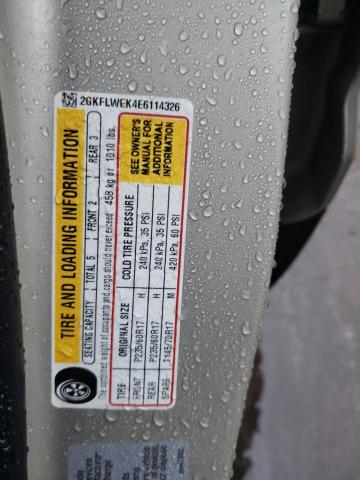 2GKFLWEK4E6114326
TIRE AND LOADING INFORMATION
SEATING CAPACITY TOTAL 5 FRONT 2 REAR 3
The combined weight of occupants and cargo should never exceed 458 kg or 1010 lbs.
TIRE ORIGINAL SIZE COLD TIRE PRESSURE
FRONT P235/60R17 H 240 kPa, 35 PSI
REAR P235/60R17 H 240 kPa, 35 PSI
SPARE T145/70R17 M 420 kPa, 60 PSI
SEE OWNER'S
MANUAL FOR
ADDITIONAL
INFORMATION